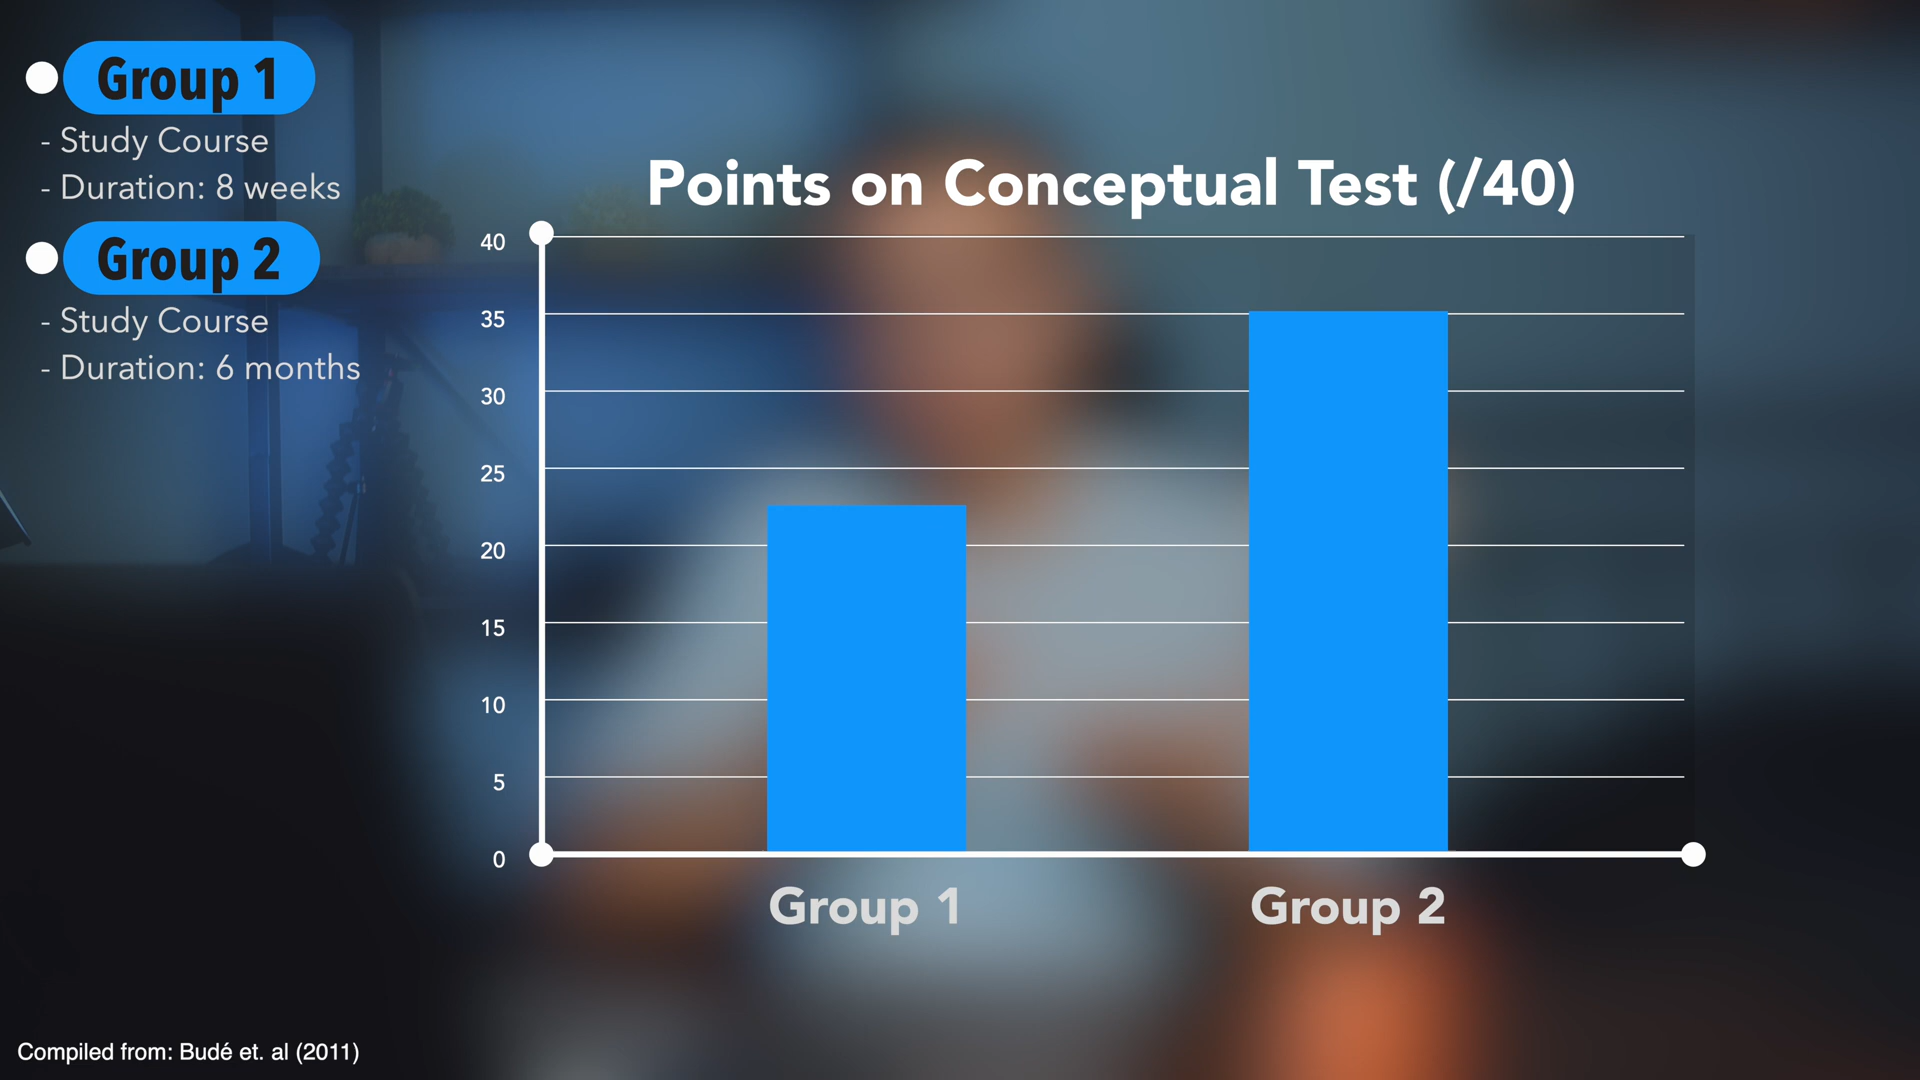 Group 1
- Study Course
- Duration: 8 weeks
Group 2
- Study Course
- Duration: 6 months
Points on Conceptual Test (/40)
40
35
30
25
20
15
10
5
0
Group 1
Group 2
Compiled from: Budé et. al (2011)